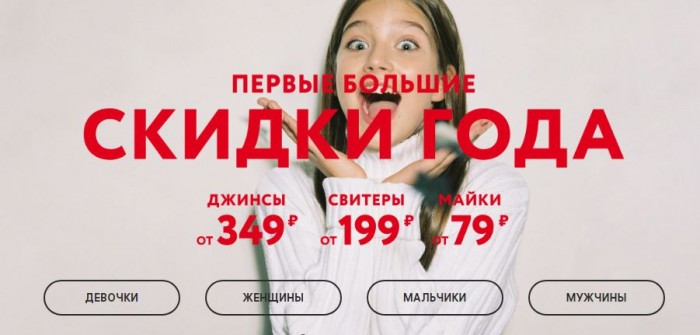 ПЕРВЫЕ БОЛЬШИЕ
СКИДКИ ГОДА
ДЖИНСЫ СВИТЕРЫ МАЙКИ
от 349 ₽ от 199 ₽ от 79 ₽
ДЕВОЧКИ ЖЕНЩИНЫ МАЛЬЧИКИ МУЖЧИНЫ